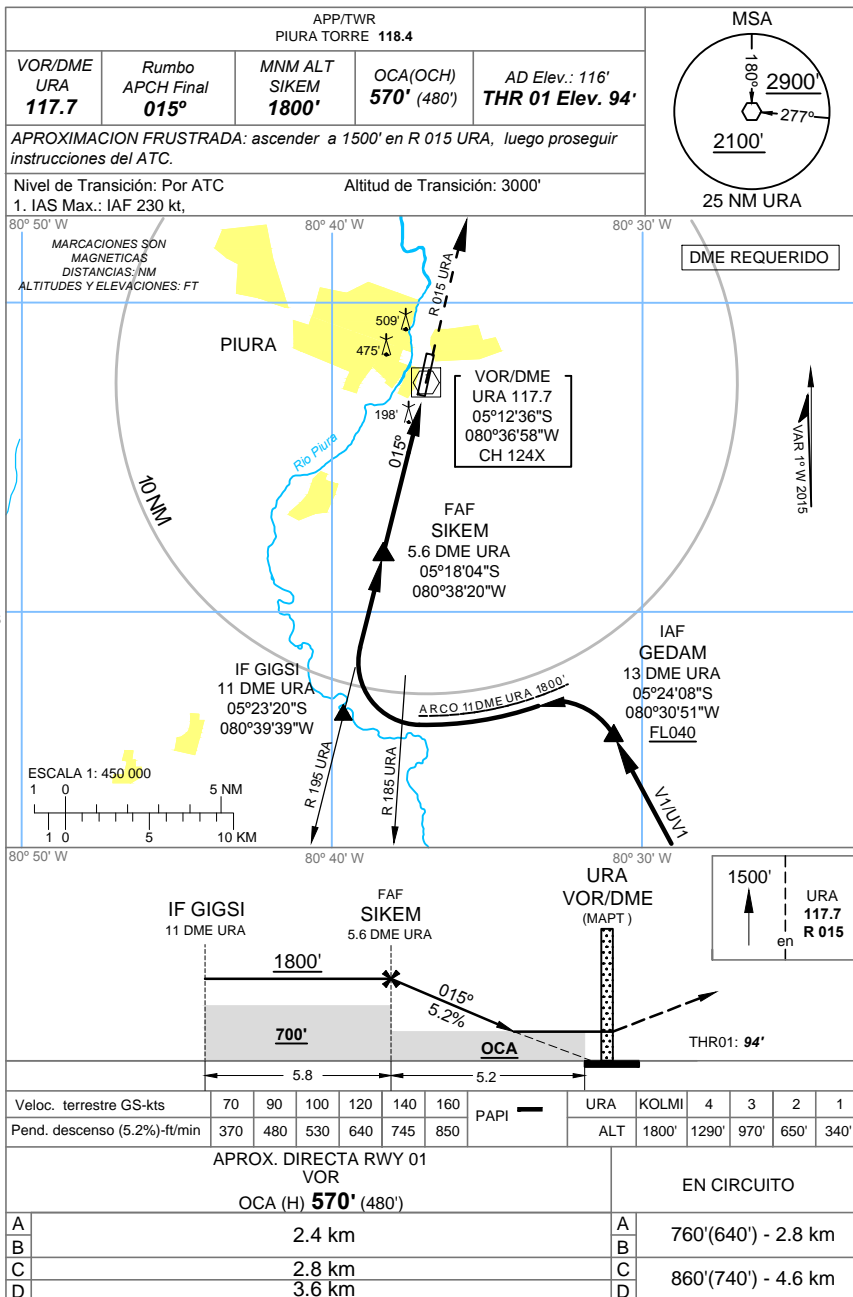 APP/TWR
PIURA TORRE 118.4
VOR/DME
URA
117.7
Rumbo
APCH Final
015º
MNM ALT
SIKEM
1800'
OCA(OCH)
570' (480')
AD Elev.: 116'
THR 01 Elev. 94'
APROXIMACION FRUSTRADA: ascender a 1500' en R 015 URA, luego proseguir
instrucciones del ATC.
Nivel de Transición: Por ATC
Altitud de Transición: 3000'
1. IAS Max.: IAF 230 kt,
MSA
180º
2900'
277º
2100'
25 NM URA
80º 50' W
80º 40' W
80º 30' W
MARCACIONES SON
MAGNETICAS
DISTANCIAS: NM
ALTITUDES Y ELEVACIONES: FT
DME REQUERIDO
R 015 URA
509'
475'
PIURA
198'
VOR/DME
URA 117.7
05º12'36"S
080º36'58"W
CH 124X
VAR 1º W 2015
Rio Piura
015º
10 NM
FAF
SIKEM
5.6 DME URA
05º18'04"S
080º38'20"W
IAF
GEDAM
13 DME URA
05º24'08"S
080º30'51"W
FL040
IF GIGSI
11 DME URA
05º23'20"S
080º39'39"W
ARCO 11 DME URA 1800'
R 195 URA
R 185 URA
V1/UV1
ESCALA 1: 450 000
1 0 5 NM
1 0 5 10 KM
80º 50' W
80º 40' W
80º 30' W
IF GIGSI
11 DME URA
FAF
SIKEM
5.6 DME URA
URA
VOR/DME
(MAPT )
1500'
en
URA
117.7
R 015
1800'
015º
5.2%
700'
OCA
THR01: 94'
5.8
5.2
Veloc. terrestre GS-kts 70 90 100 120 140 160
Pend. descenso (5.2%)-ft/min 370 480 530 640 745 850
PAPI
URA KOLMI 4 3 2 1
ALT 1800' 1290' 970' 650' 340'
APROX. DIRECTA RWY 01
VOR
OCA (H) 570' (480')
EN CIRCUITO
A
B
2.4 km
C
2.8 km
D
3.6 km
A
B
760'(640') - 2.8 km
C
D
860'(740') - 4.6 km